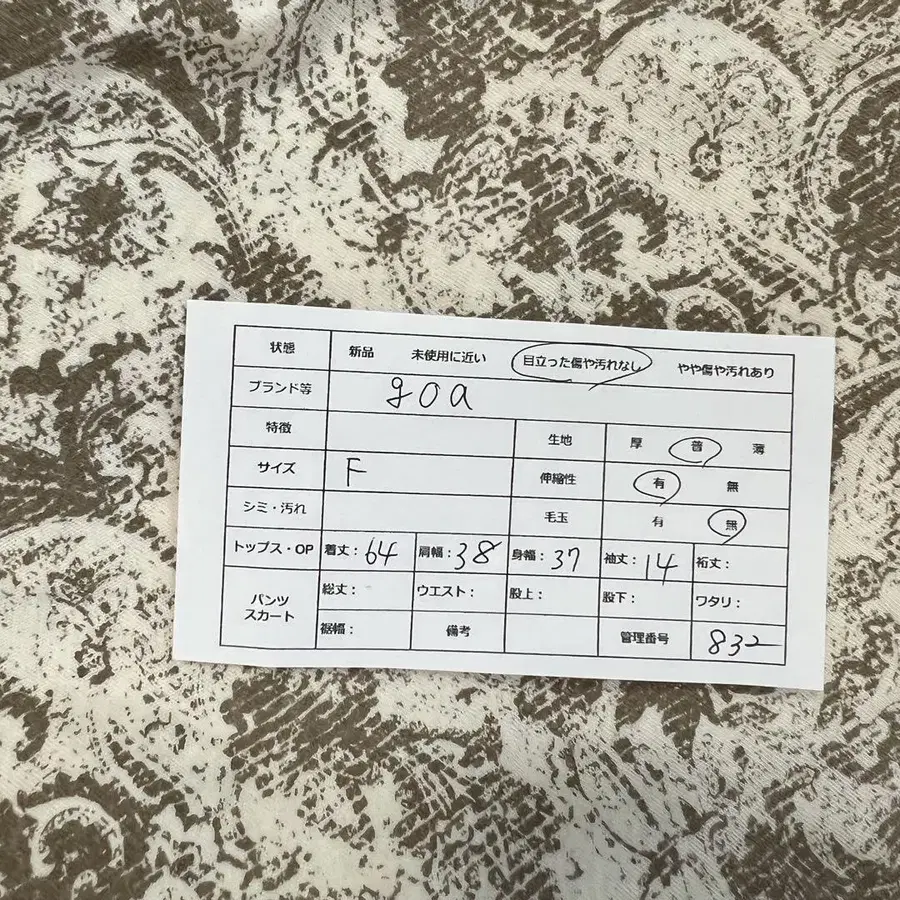 状態 新品 未使用に近い 目立った傷や汚れなし やや傷や汚れあり
ブランド等 goa
特徴 生地 厚 普 薄
サイズ F 伸縮性 有 無
シミ・汚れ 毛玉 有 無
トップス・OP 着丈：64 肩幅：38 身幅：37 袖丈：14 裄丈：
パンツ スカート 総丈： ウエスト： 股上： 股下： ワタリ：
裾幅： 備考 管理番号 832